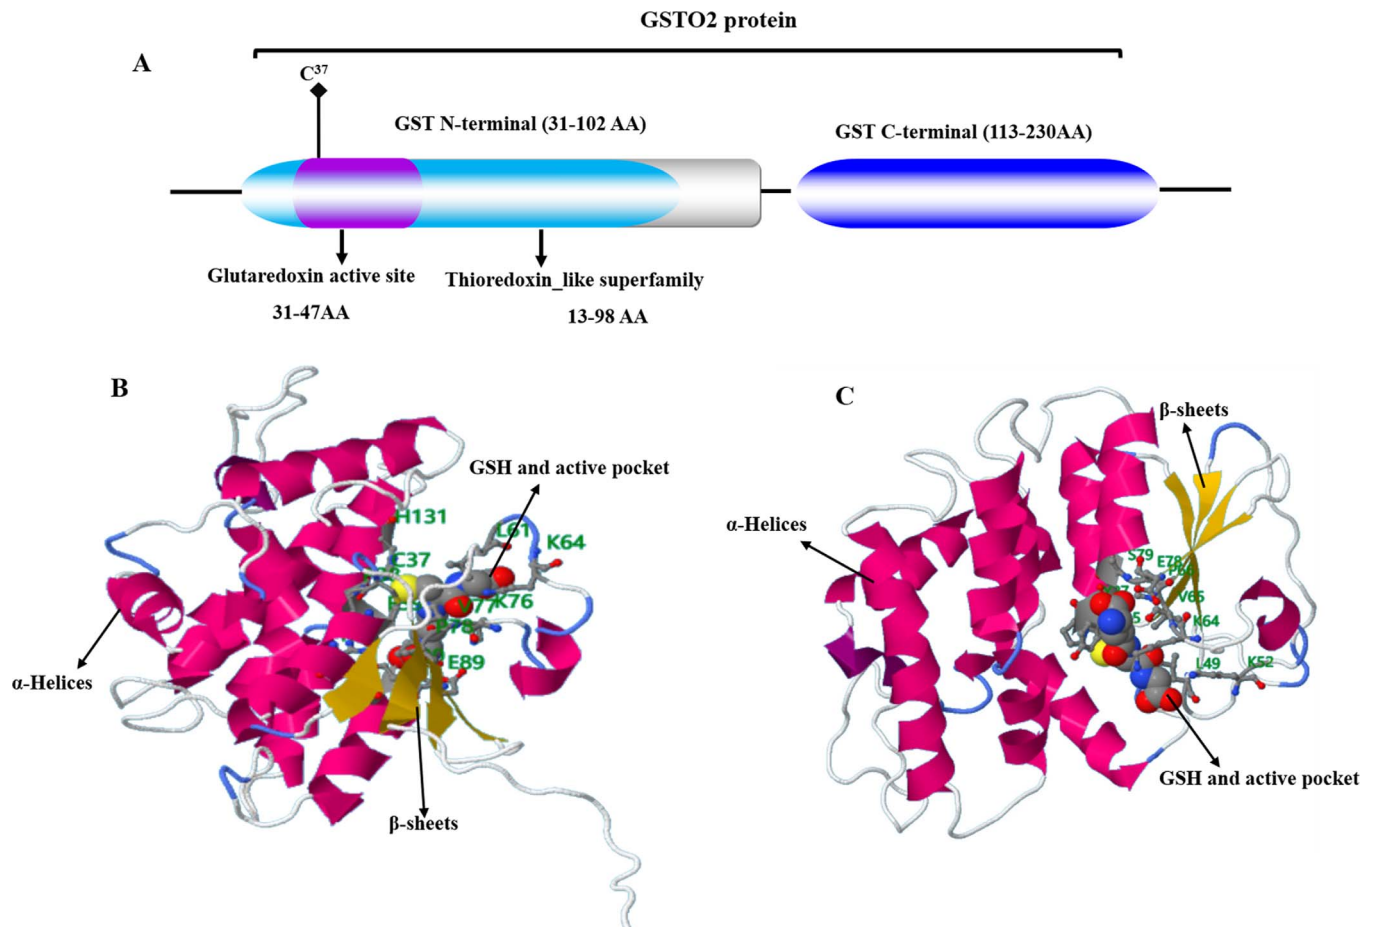 GSTO2 protein
A
C37
GST N-terminal (31-102 AA)
GST C-terminal (113-230AA)
Glutaredoxin active site
31-47AA
Thioredoxin_like superfamily
13-98 AA
B
GSH and active pocket
H131
L61
K64
C37
K76
E89
α-Helices
β-sheets
C
β-sheets
α-Helices
S79
E78
V65
K64
L49
K52
GSH and active pocket